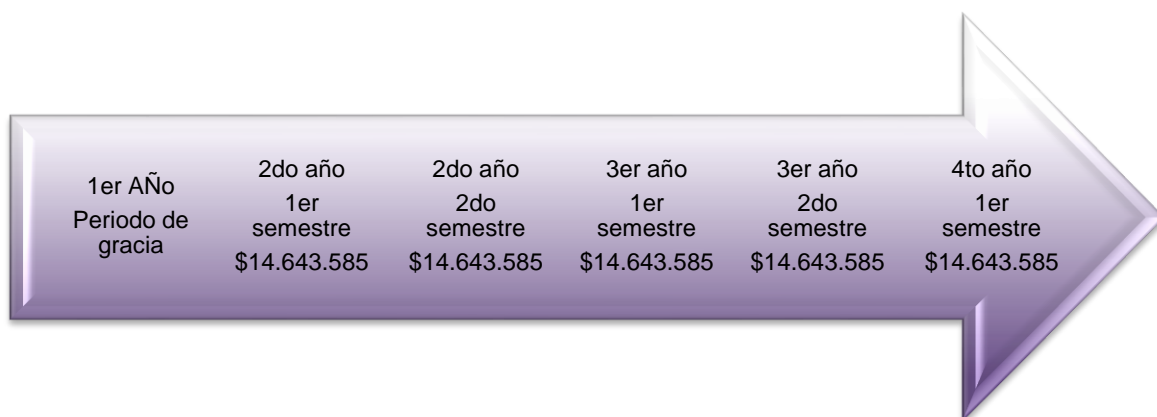 1er AÑo
Periodo de
gracia
2do año
1er
semestre
$14.643.585
2do año
2do
semestre
$14.643.585
3er año
1er
semestre
$14.643.585
3er año
2do
semestre
$14.643.585
4to año
1er
semestre
$14.643.585